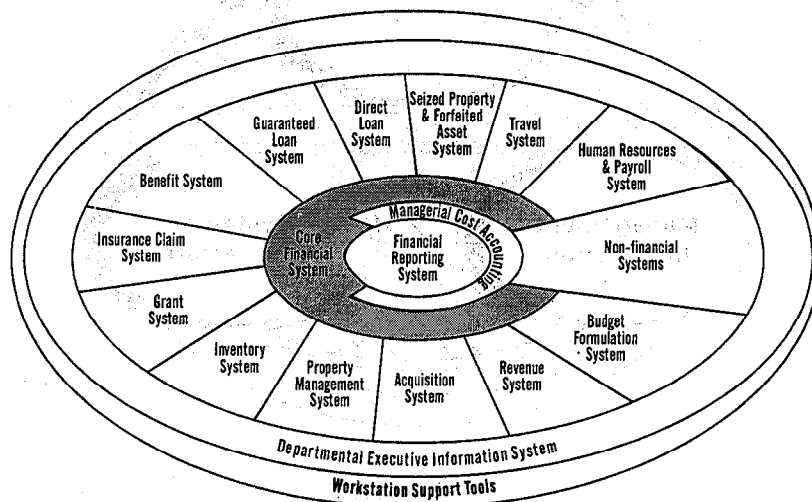 Guaranteed
Loan
System
Direct
Loan
System
Seized Property
& Forfeited
Asset
System
Travel
System
Human Resources
& Payroll
System
Benefit System
Managerial Cost Accounting
Insurance Claim
System
Core
Financial
System
Financial
Reporting
System
Non-financial
Systems
Grant
System
Inventory
System
Property
Management
System
Acquisition
System
Revenue
System
Budget
Formulation
System
Departmental Executive Information System
Workstation Support Tools